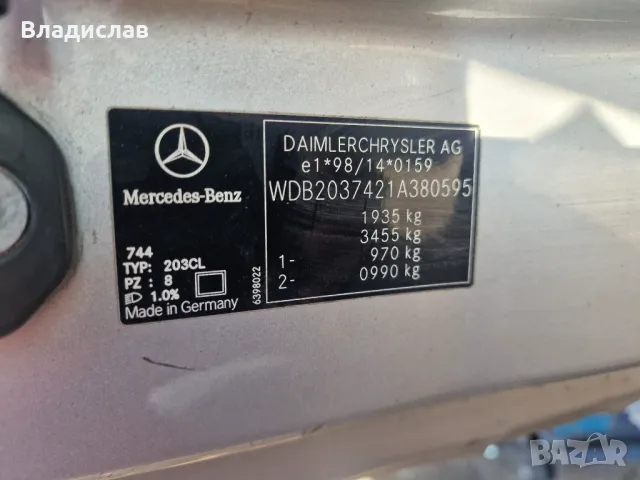 Владислав
DAIMLERCHRYSLER AG
e1*98/14*0159
WDB2037421A380595
1935 kg
3455 kg
1- 970 kg
2- 0990 kg
Mercedes-Benz
744
TYP: 203CL
PZ : 8
1.0%
Made in Germany
6398022
BAZAR